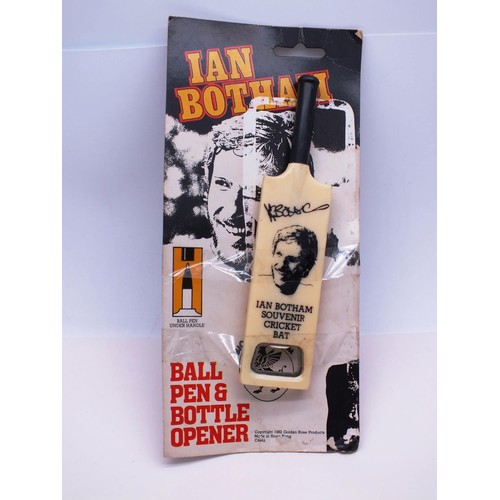 IAN
BOTHAM
IAN BOTHAM
SOUVENIR
CRICKET
BAT
BALL PEN
UNDER HANDLE
BALL
PEN &
BOTTLE
OPENER
Copyright 1982 Golden Rose Products
Made in Hong Kong